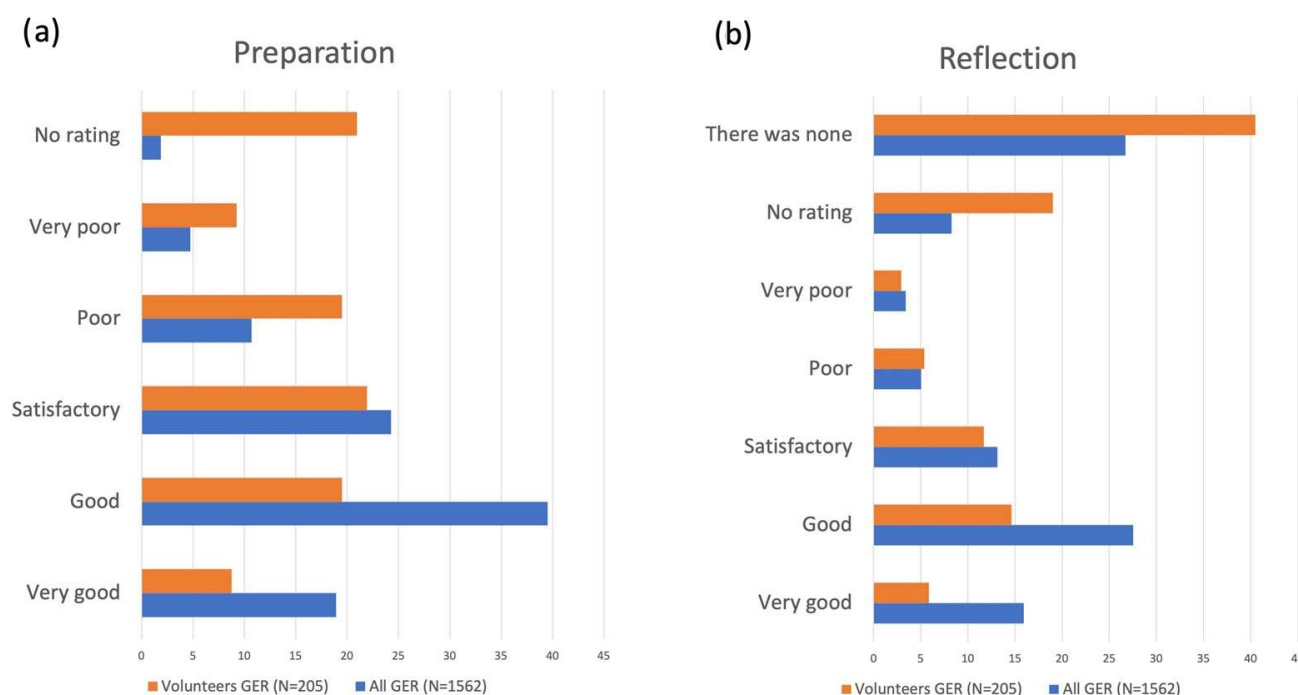 (a)
Preparation
No rating
Very poor
Poor
Satisfactory
Good
Very good
0 5 10 15 20 25 30 35 40 45
Volunteers GER (N=205) All GER (N=1562)
(b)
Reflection
There was none
No rating
Very poor
Poor
Satisfactory
Good
Very good
0 5 10 15 20 25 30 35 40 4
Volunteers GER (N=205) All GER (N=1562)